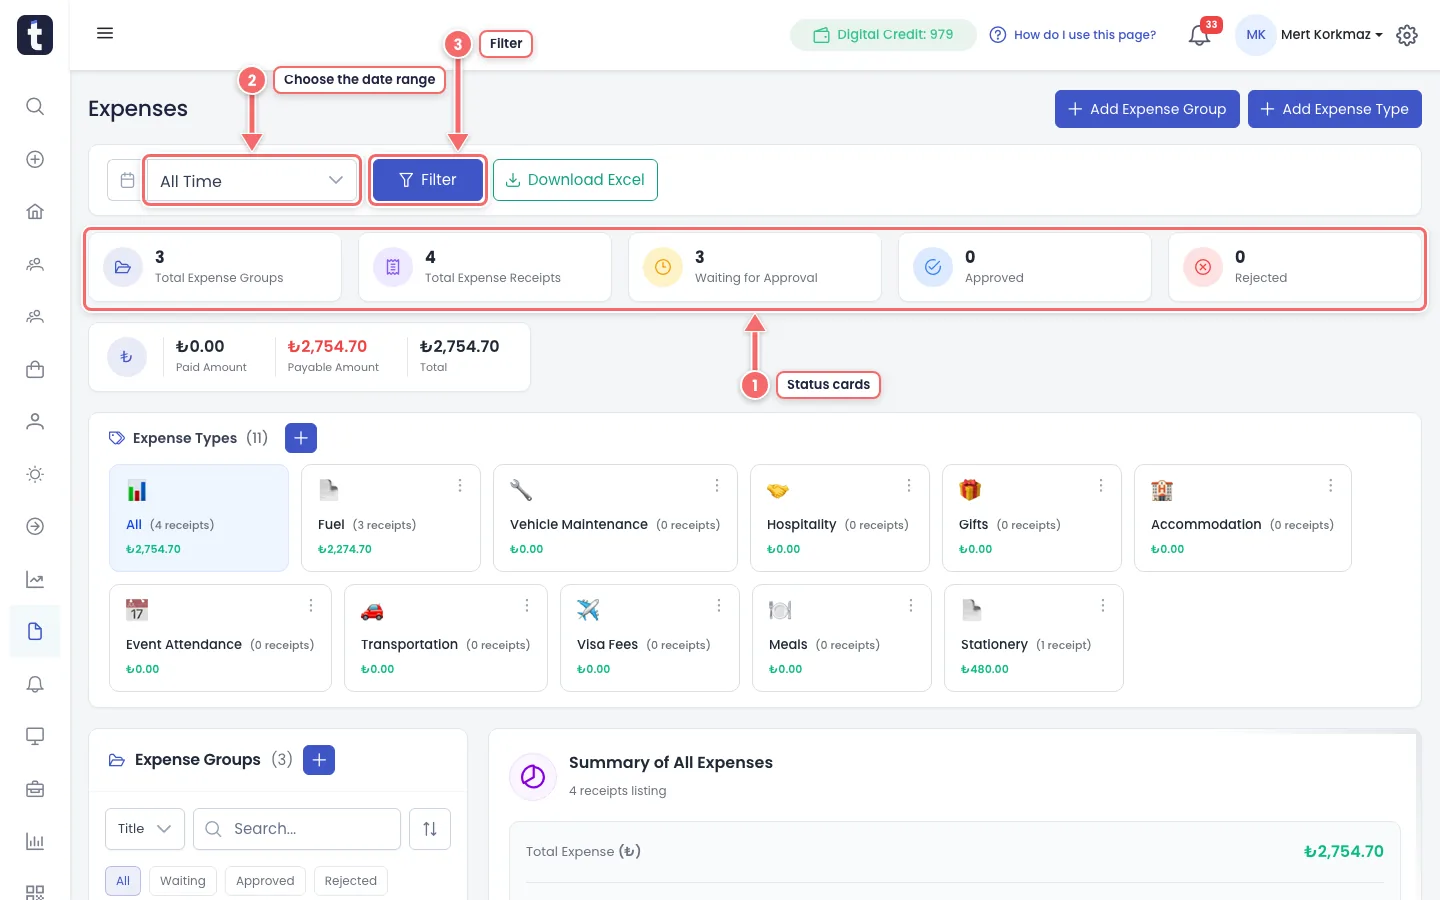 t
Digital Credit: 979
How do I use this page?
33
MK
Mert Korkmaz
3
Filter
2
Choose the date range
Expenses
Add Expense Group
Add Expense Type
All Time
Filter
Download Excel
3
Total Expense Groups
4
Total Expense Receipts
3
Waiting for Approval
0
Approved
0
Rejected
₺
₺0.00
Paid Amount
₺2,754.70
Payable Amount
₺2,754.70
Total
1
Status cards
Expense Types (11)
All (4 receipts)
₺2,754.70
Fuel (3 receipts)
₺2,274.70
Vehicle Maintenance (0 receipts)
₺0.00
Hospitality (0 receipts)
₺0.00
Gifts (0 receipts)
₺0.00
Accommodation (0 receipts)
₺0.00
17
Event Attendance (0 receipts)
₺0.00
Transportation (0 receipts)
₺0.00
Visa Fees (0 receipts)
₺0.00
Meals (0 receipts)
₺0.00
Stationery (1 receipt)
₺480.00
Expense Groups (3)
Title
Search...
All
Waiting
Approved
Rejected
Summary of All Expenses
4 receipts listing
Total Expense (₺)
₺2,754.70